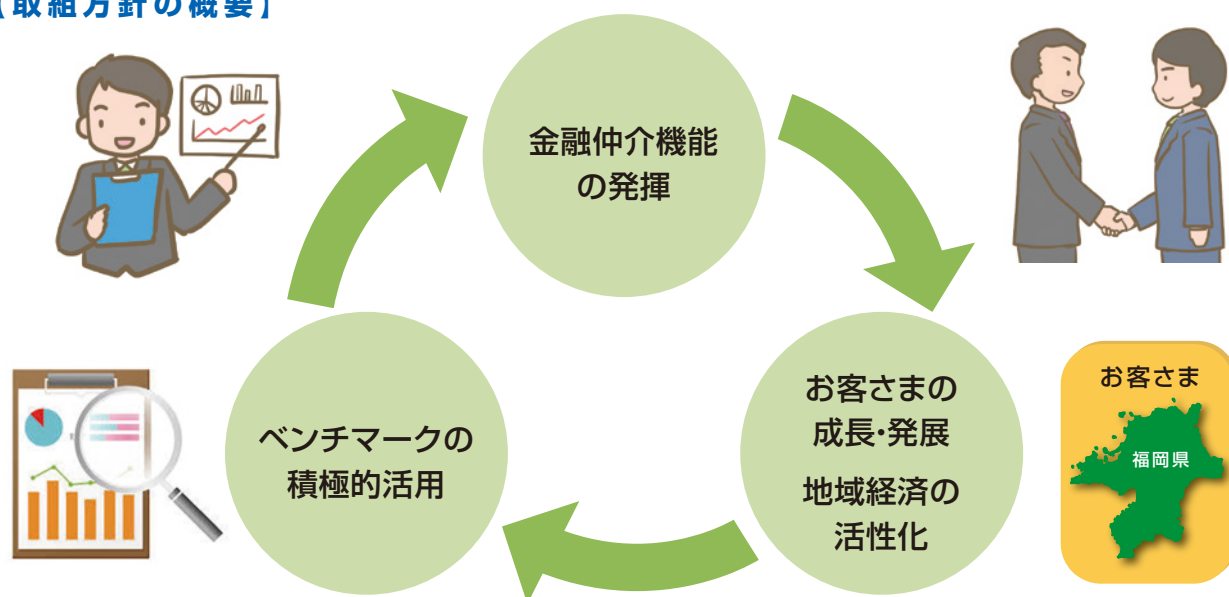 【取組方針の概要】
金融仲介機能
の発揮
お客さまの
成長・発展
地域経済の
活性化
ベンチマークの
積極的活用
お客さま
福岡県